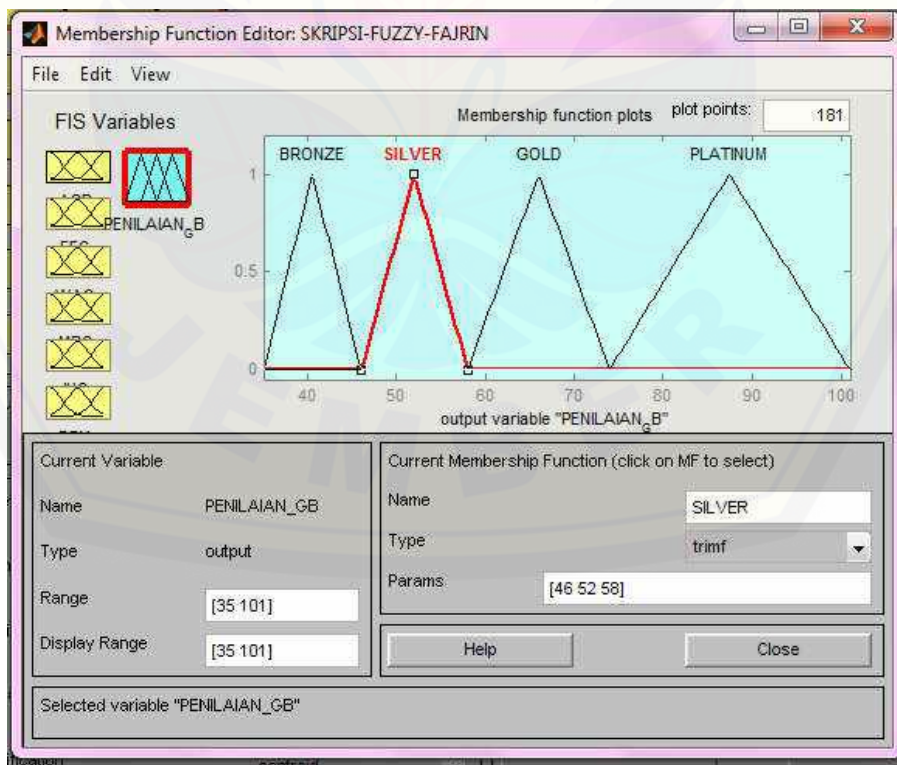 Membership Function Editor: SKRIPSI-FUZZY-FAJRIN
File Edit View
FIS Variables
PENILAIAN_GB
Membership function plots plot points: 181
BRONZE SILVER GOLD PLATINUM
1
0.5
0
40 50 60 70 80 90 100
output variable "PENILAIAN_GB"
Current Variable
Name PENILAIAN_GB
Type output
Range [35 101]
Display Range [35 101]
Current Membership Function (click on MF to select)
Name SILVER
Type trimf
Params [46 52 58]
Help Close
Selected variable "PENILAIAN_GB"
JEMBER